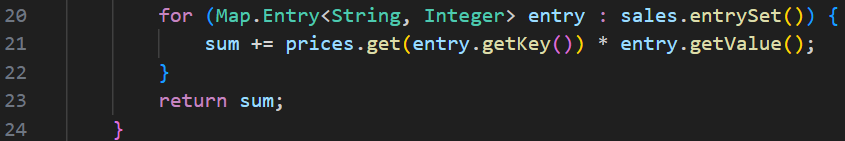 20 for (Map.Entry<String, Integer> entry : sales.entrySet()) {
21 sum += prices.get(entry.getKey()) * entry.getValue();
22 }
23 return sum;
24 }